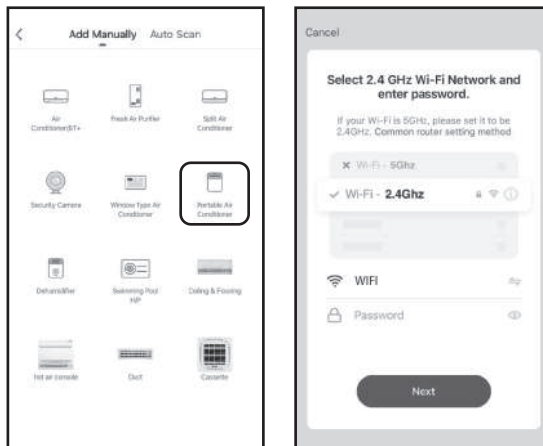 Add Manually Auto Scan
Air
Conditioner(BT+
Fresh Air Purifier
Split Air
Conditioner
Security Camera
Window Type Air
Conditioner
Portable Air
Conditioner
Dehumidifier
Swimming Pool
H/P
Ceiling & Flooring
hot air console
Duct
Cassette
Cancel
Select 2.4 GHz Wi-Fi Network and
enter password.
If your Wi-Fi is 5GHz, please set it to be
2.4GHz. Common router setting method
Wi-Fi - 5Ghz
Wi-Fi - 2.4Ghz
WIFI
Password
Next